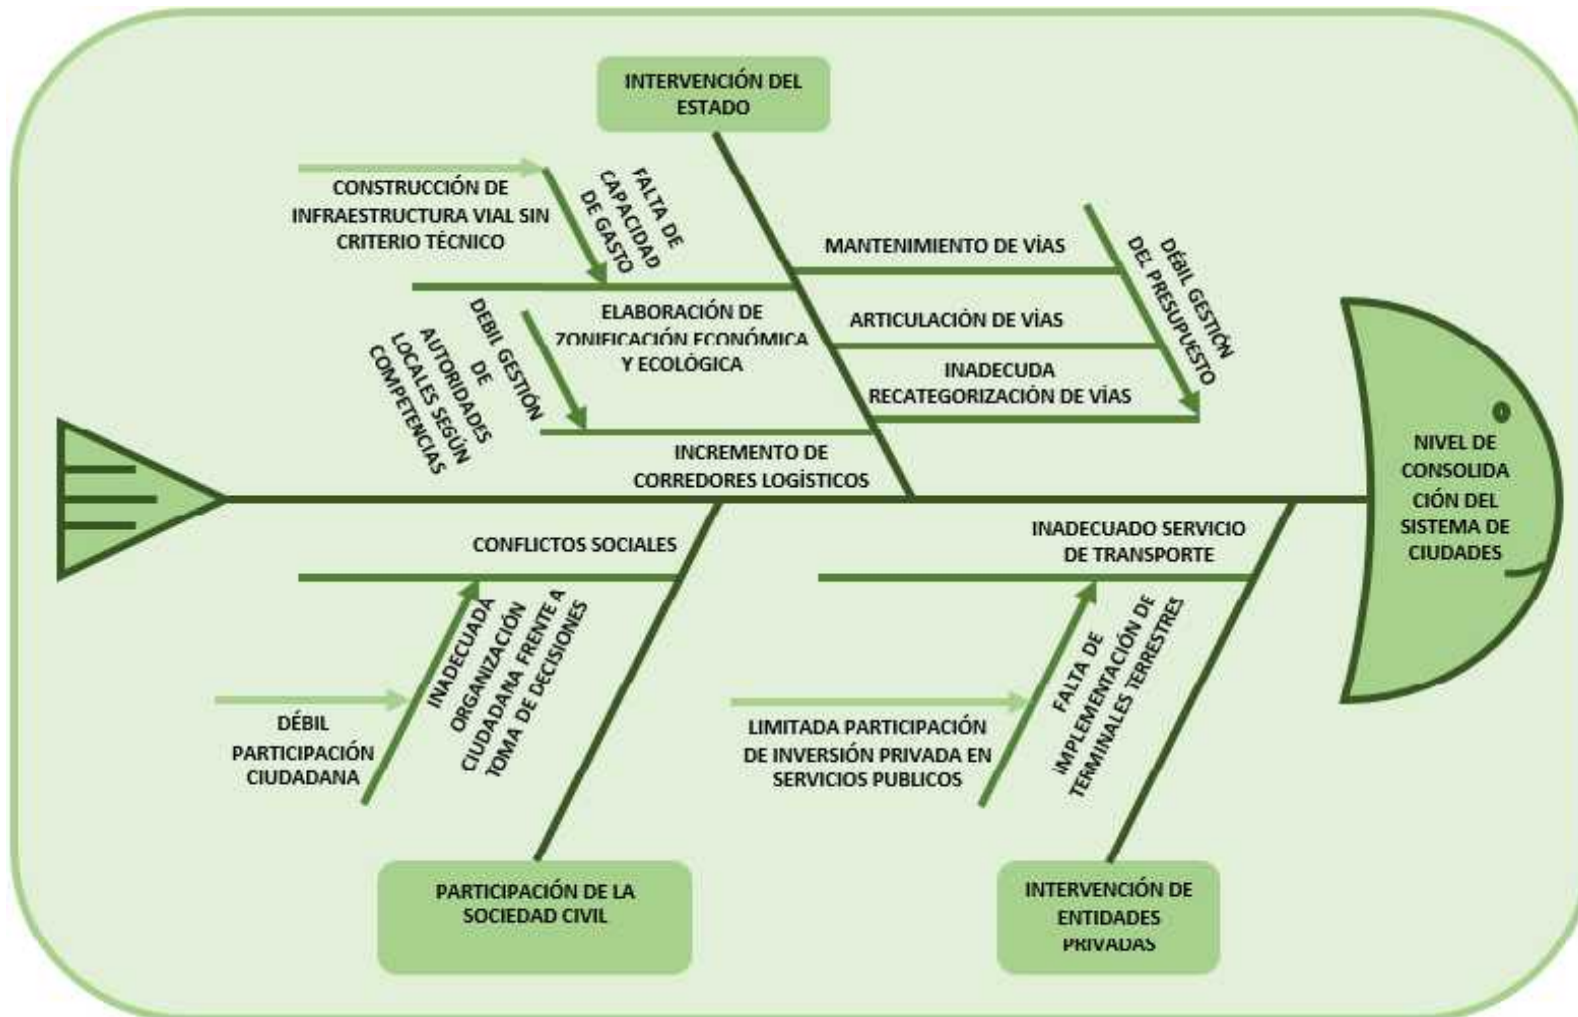 INTERVENCIÓN DEL
ESTADO
CONSTRUCCIÓN DE
INFRAESTRUCTURA VIAL SIN
CRITERIO TÉCNICO
FALTA DE
CAPACIDAD
DE GASTO
ELABORACIÓN DE
ZONIFICACIÓN ECONÓMICA
Y ECOLÓGICA
DEBIL GESTIÓN
DE
AUTORIDADES
LOCALES SEGÚN
COMPETENCIAS
INCREMENTO DE
CORREDORES LOGÍSTICOS
MANTENIMIENTO DE VÍAS
ARTICULACIÓN DE VÍAS
INADECUDA
RECATEGORIZACIÓN DE VÍAS
DÉBIL GESTIÓN
DEL PRESUPUESTO
NIVEL DE
CONSOLIDA
CIÓN DEL
SISTEMA DE
CIUDADES
CONFLICTOS SOCIALES
INADECUADA
ORGANIZACIÓN
CIUDADANA FRENTE A
TOMA DE DECISIONES
DÉBIL
PARTICIPACIÓN
CIUDADANA
PARTICIPACIÓN DE LA
SOCIEDAD CIVIL
INADECUADO SERVICIO
DE TRANSPORTE
FALTA DE
IMPLEMENTACIÓN DE
TERMINALES TERRESTRES
LIMITADA PARTICIPACIÓN
DE INVERSIÓN PRIVADA EN
SERVICIOS PUBLICOS
INTERVENCIÓN DE
ENTIDADES
PRIVADAS